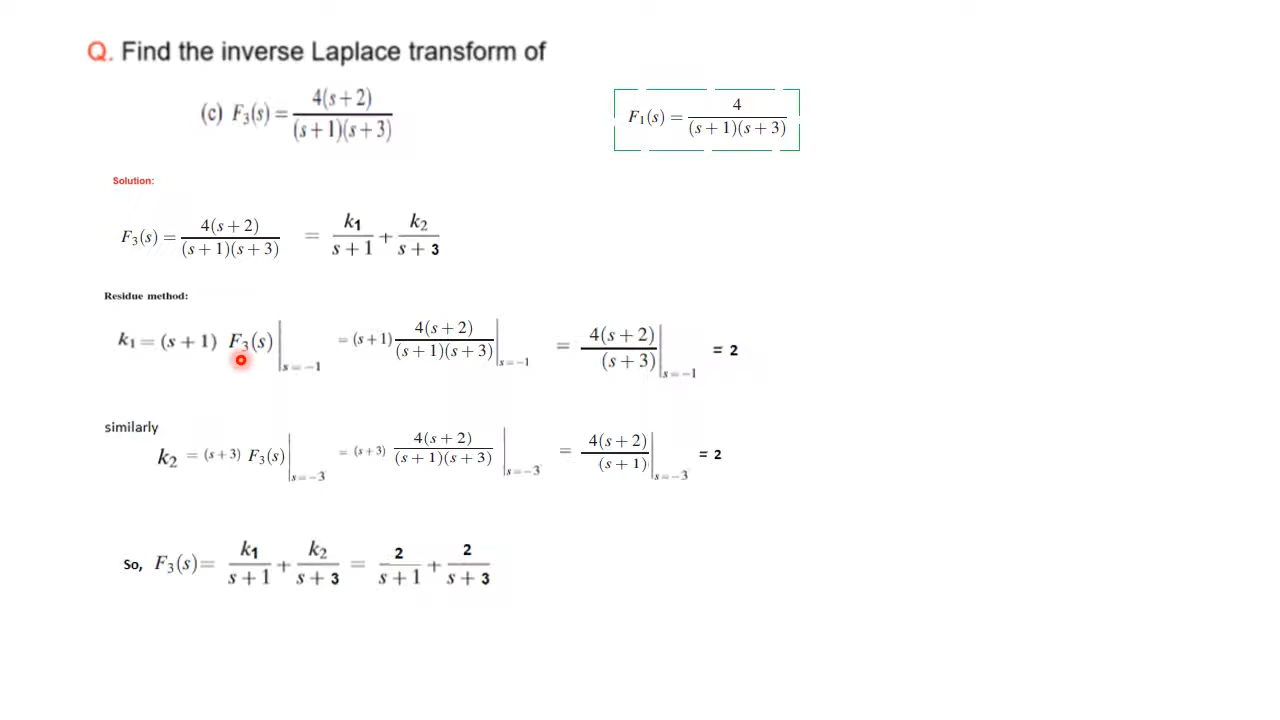 Q. Find the inverse Laplace transform of
(c) F₃(s) = 4(s+2) / (s+1)(s+3)
F₁(s) = 4 / (s+1)(s+3)
Solution:
F₃(s) = 4(s+2) / (s+1)(s+3) = k₁ / s+1 + k₂ / s+3
Residue method:
k₁ = (s+1) F₃(s) |s=−1 = (s+1) 4(s+2) / (s+1)(s+3) |s=−1 = 4(s+2) / (s+3) |s=−1 = 2
similarly
k₂ = (s+3) F₃(s) |s=−3 = (s+3) 4(s+2) / (s+1)(s+3) |s=−3 = 4(s+2) / (s+1) |s=−3 = 2
So, F₃(s) = k₁ / s+1 + k₂ / s+3 = 2 / s+1 + 2 / s+3